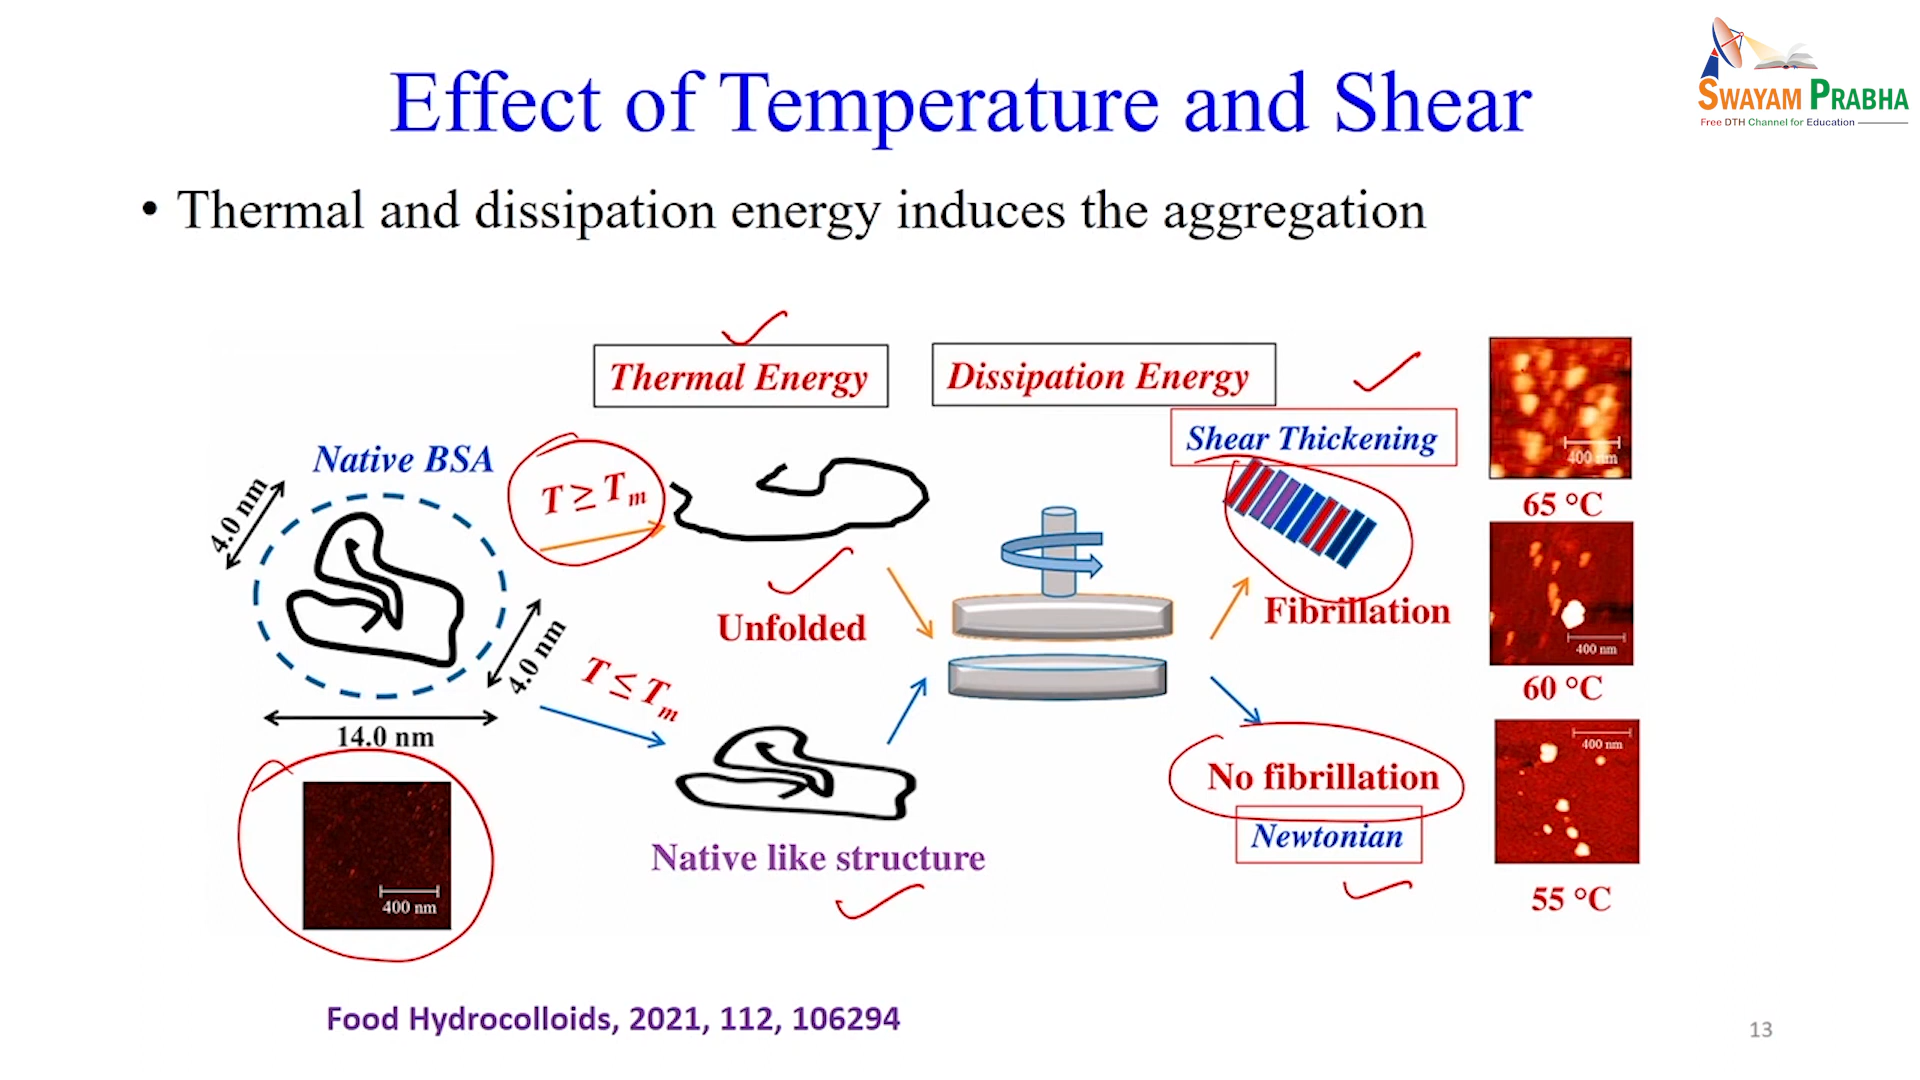 SWAYAM PRABHA
Free DTH Channel for Education
Effect of Temperature and Shear
• Thermal and dissipation energy induces the aggregation
Thermal Energy
Dissipation Energy
Shear Thickening
Native BSA
T ≥ Tm
4.0 nm
400 nm
65 °C
Unfolded
Fibrillation
4.0 nm
T ≤ Tm
400 nm
60 °C
14.0 nm
No fibrillation
Newtonian
400 nm
55 °C
Native like structure
400 nm
Food Hydrocolloids, 2021, 112, 106294
13